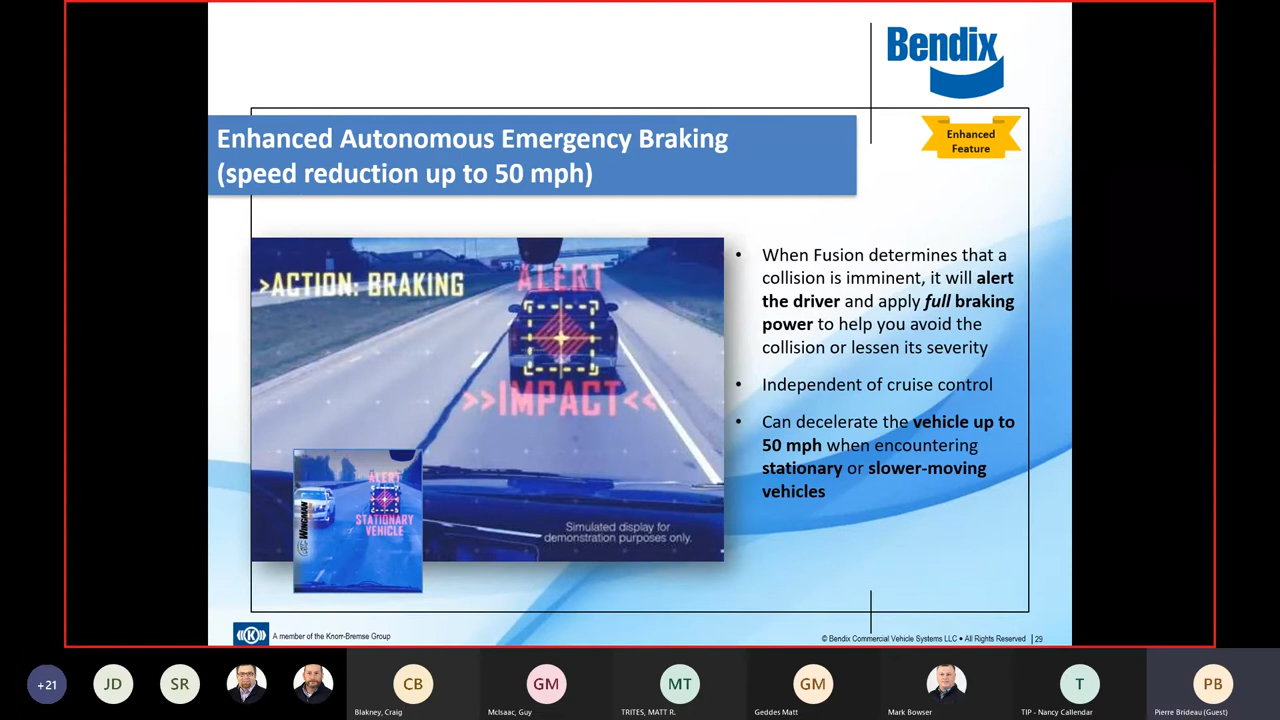 Bendix
Enhanced Autonomous Emergency Braking
(speed reduction up to 50 mph)
Enhanced
Feature
>ACTION: BRAKING
ALERT
>>IMPACT<<
ALERT
STATIONARY
VEHICLE
WINGMAN
Simulated display for
demonstration purposes only.
• When Fusion determines that a
collision is imminent, it will alert
the driver and apply full braking
power to help you avoid the
collision or lessen its severity
• Independent of cruise control
• Can decelerate the vehicle up to
50 mph when encountering
stationary or slower-moving
vehicles
K
A member of the Knorr-Bremse Group
© Bendix Commercial Vehicle Systems LLC • All Rights Reserved | 29
+21
JD
SR
CB
Blakney, Craig
GM
McIsaac, Guy
MT
TRITES, MATT R.
GM
Geddes Matt
Mark Bowser
T
TIP - Nancy Callendar
PB
Pierre Brideau (Guest)